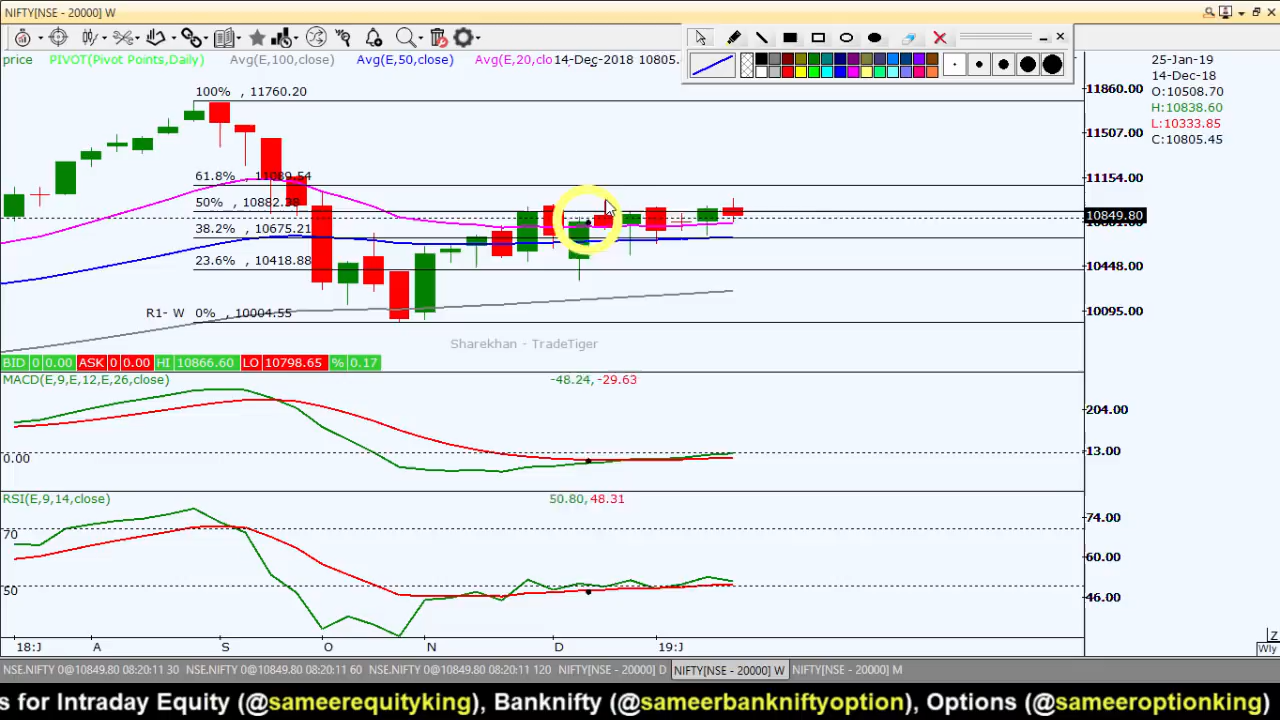 NIFTY[NSE - 20000] W
price PIVOT(Pivot Points,Daily) Avg(E,100,close) Avg(E,50,close) Avg(E,20,clo 14-Dec-2018 10805.
25-Jan-19
14-Dec-18
O:10508.70
H:10838.60
L:10333.85
C:10805.45
100% , 11760.20
61.8% , 11089.54
50% , 10882.38
38.2% , 10675.21
23.6% , 10418.88
R1- W 0% , 10004.55
11860.00
11507.00
11154.00
10849.80
10448.00
10095.00
Sharekhan - TradeTiger
BID 0 0.00 ASK 0 0.00 HI 10866.60 LO 10798.65 % 0.17
MACD(E,9,E,12,E,26,close) -48.24, -29.63
204.00
13.00
0.00
RSI(E,9,14,close) 50.80, 48.31
74.00
70
60.00
50
46.00
18:J A S O N D 19:J
Z
Wly
NSE.NIFTY 0@10849.80 08:20:11 30 NSE.NIFTY 0@10849.80 08:20:11 60 NSE.NIFTY 0@10849.80 08:20:11 120 NIFTY[NSE - 20000] D NIFTY[NSE - 20000] W NIFTY[NSE - 20000] M
s for Intraday Equity (@sameerequityking), Banknifty (@sameerbankniftyoption), Options (@sameeroptionking)